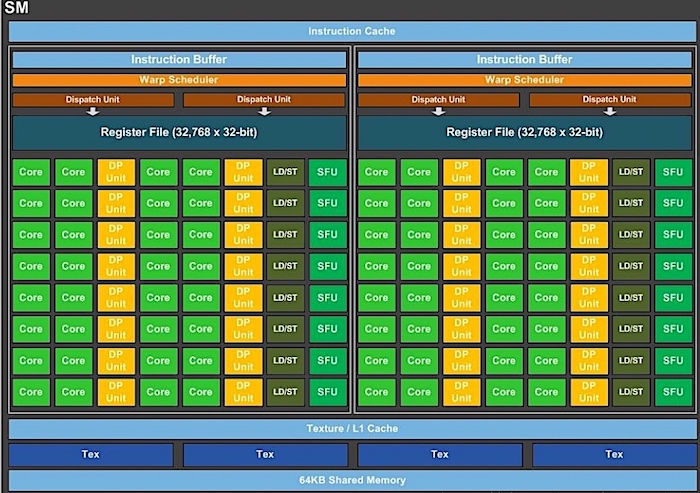 SM
Instruction Cache
Instruction Buffer
Warp Scheduler
Dispatch Unit Dispatch Unit
Register File (32,768 x 32-bit)
Core Core DP Unit Core Core DP Unit LD/ST SFU
Core Core DP Unit Core Core DP Unit LD/ST SFU
Core Core DP Unit Core Core DP Unit LD/ST SFU
Core Core DP Unit Core Core DP Unit LD/ST SFU
Core Core DP Unit Core Core DP Unit LD/ST SFU
Core Core DP Unit Core Core DP Unit LD/ST SFU
Core Core DP Unit Core Core DP Unit LD/ST SFU
Core Core DP Unit Core Core DP Unit LD/ST SFU
Instruction Buffer
Warp Scheduler
Dispatch Unit Dispatch Unit
Register File (32,768 x 32-bit)
Core Core DP Unit Core Core DP Unit LD/ST SFU
Core Core DP Unit Core Core DP Unit LD/ST SFU
Core Core DP Unit Core Core DP Unit LD/ST SFU
Core Core DP Unit Core Core DP Unit LD/ST SFU
Core Core DP Unit Core Core DP Unit LD/ST SFU
Core Core DP Unit Core Core DP Unit LD/ST SFU
Core Core DP Unit Core Core DP Unit LD/ST SFU
Core Core DP Unit Core Core DP Unit LD/ST SFU
Texture / L1 Cache
Tex Tex Tex Tex
64KB Shared Memory